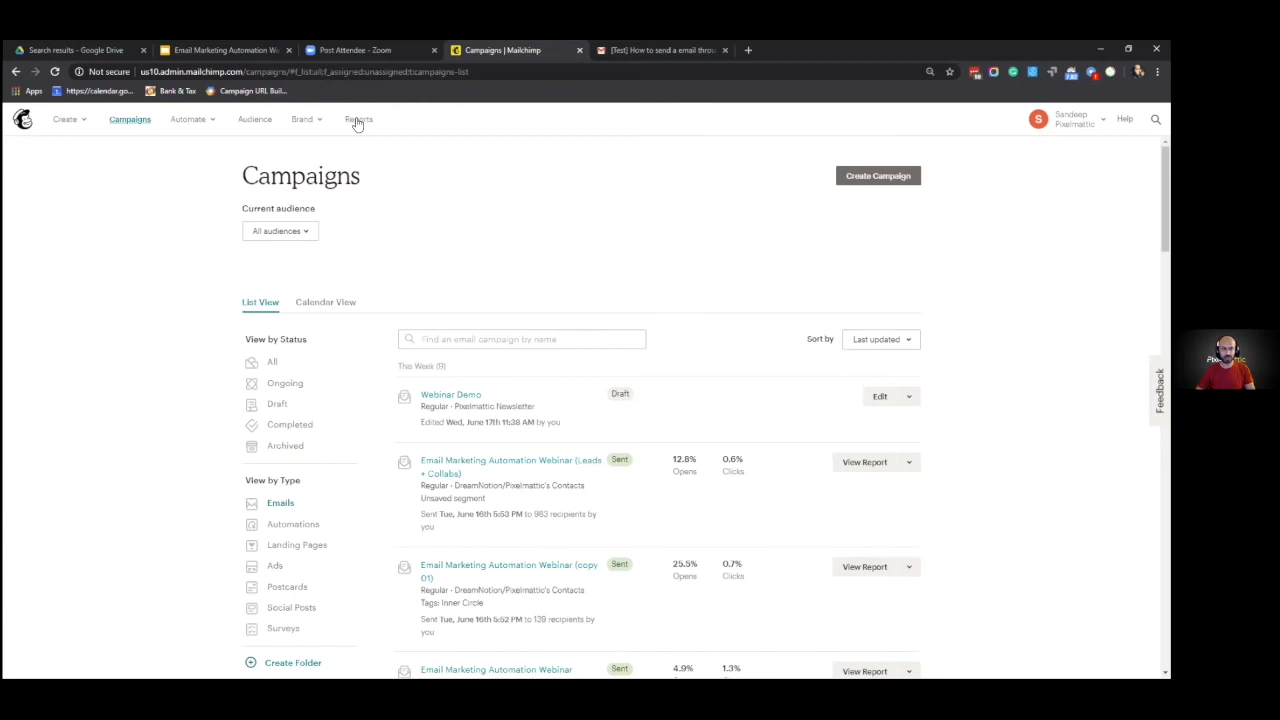 Search results - Google Drive
Email Marketing Automation W
Post Attendee - Zoom
Campaigns | Mailchimp
[Test] How to send a email throu
Not secure
us10.admin.mailchimp.com/campaigns/#f_list:all;f_assigned:unassigned;t:campaigns-list
Apps
https://calendar.go...
Bank & Tax
Campaign URL Buil...
Create
Campaigns
Automate
Audience
Brand
Reports
S
Sandeep
Pixelmattic
Help
Campaigns
Create Campaign
Current audience
All audiences
List View
Calendar View
View by Status
All
Ongoing
Draft
Completed
Archived
View by Type
Emails
Automations
Landing Pages
Ads
Postcards
Social Posts
Surveys
Create Folder
Find an email campaign by name
Sort by
Last updated
This Week (9)
Webinar Demo
Draft
Regular · Pixelmattic Newsletter
Edited Wed, June 17th 11:38 AM by you
Edit
Email Marketing Automation Webinar (Leads
+ Collabs)
Sent
Regular · DreamNotion/Pixelmattic's Contacts
Unsaved segment
Sent Tue, June 16th 5:53 PM to 983 recipients by
you
12.8%
Opens
0.6%
Clicks
View Report
Email Marketing Automation Webinar (copy
01)
Sent
Regular · DreamNotion/Pixelmattic's Contacts
Tags: Inner Circle
Sent Tue, June 16th 5:52 PM to 139 recipients by
you
25.5%
Opens
0.7%
Clicks
View Report
Email Marketing Automation Webinar
Sent
4.9%
1.3%
View Report
Feedback